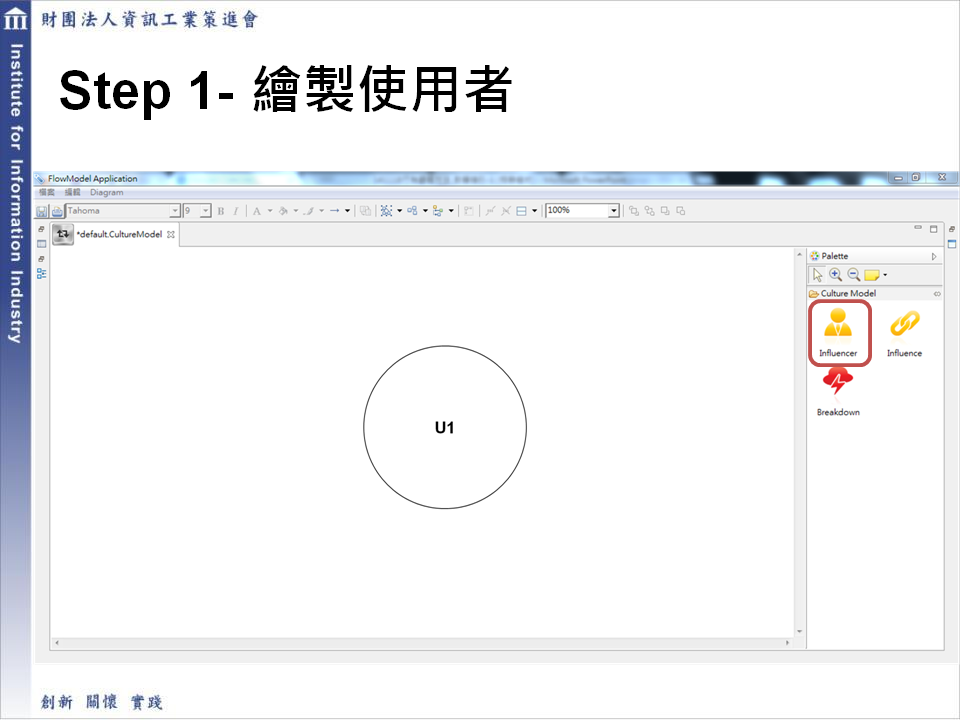 財團法人資訊工業策進會
Institute for Information Industry
Step 1- 繪製使用者
FlowModel Application
檔案 編輯 Diagram
Tahoma 9 B I A 100%
*default.CultureModel
Palette
Culture Model
Influencer Influence
Breakdown
U1
創新 關懷 實踐